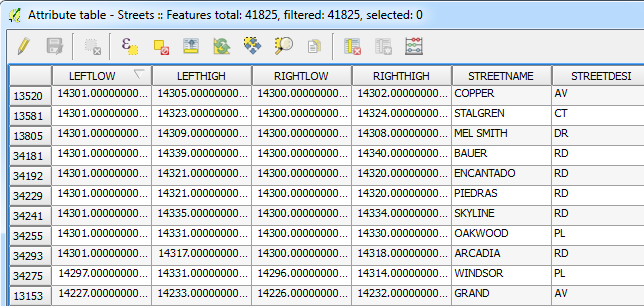 Attribute table - Streets :: Features total: 41825, filtered: 41825, selected: 0
LEFTLOW LEFTHIGH RIGHTLOW RIGHTHIGH STREETNAME STREETDESI
13520 14301.00000000... 14305.00000000... 14300.00000000... 14302.00000000... COPPER AV
13581 14301.00000000... 14323.00000000... 14300.00000000... 14324.00000000... STALGREN CT
13805 14301.00000000... 14309.00000000... 14300.00000000... 14308.00000000... MEL SMITH DR
34181 14301.00000000... 14339.00000000... 14300.00000000... 14340.00000000... BAUER RD
34192 14301.00000000... 14321.00000000... 14300.00000000... 14320.00000000... ENCANTADO RD
34229 14301.00000000... 14321.00000000... 14300.00000000... 14320.00000000... PIEDRAS RD
34241 14301.00000000... 14335.00000000... 14300.00000000... 14334.00000000... SKYLINE RD
34255 14301.00000000... 14331.00000000... 14300.00000000... 14330.00000000... OAKWOOD PL
34293 14301.00000000... 14317.00000000... 14300.00000000... 14318.00000000... ARCADIA RD
34275 14297.00000000... 14331.00000000... 14296.00000000... 14314.00000000... WINDSOR PL
13153 14227.00000000... 14233.00000000... 14226.00000000... 14232.00000000... GRAND AV